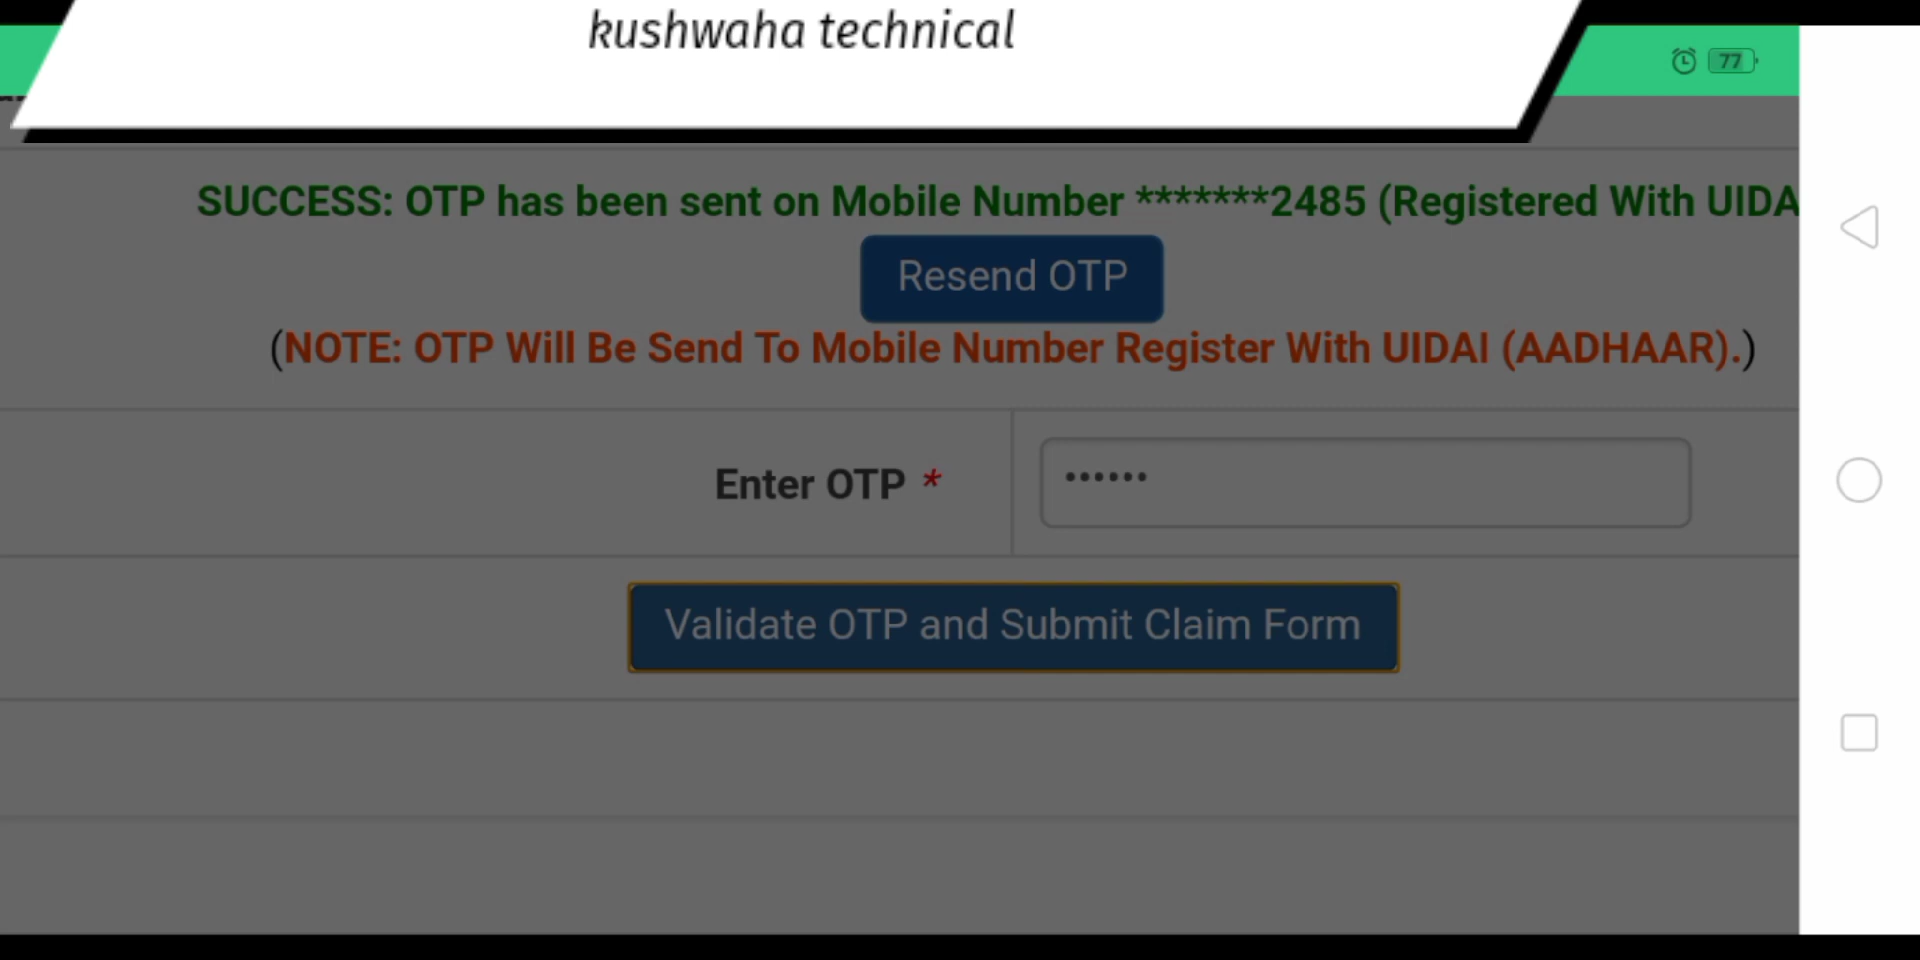 kushwaha technical
77
SUCCESS: OTP has been sent on Mobile Number *******2485 (Registered With UIDA
Resend OTP
(NOTE: OTP Will Be Send To Mobile Number Register With UIDAI (AADHAAR).)
Enter OTP *
••••••
Validate OTP and Submit Claim Form